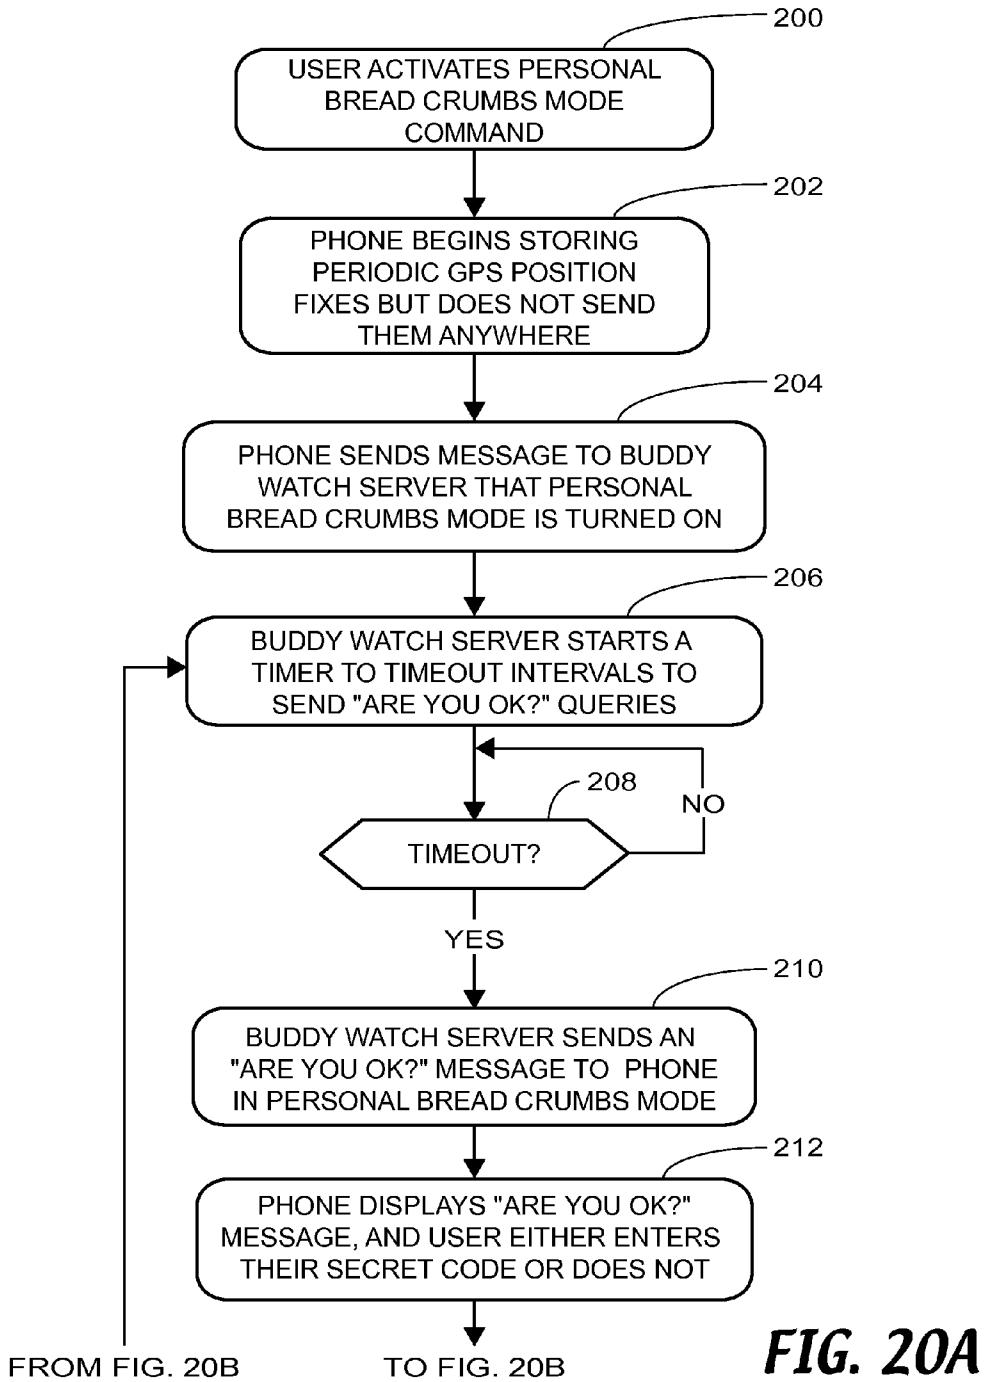 200
USER ACTIVATES PERSONAL
BREAD CRUMBS MODE
COMMAND
202
PHONE BEGINS STORING
PERIODIC GPS POSITION
FIXES BUT DOES NOT SEND
THEM ANYWHERE
204
PHONE SENDS MESSAGE TO BUDDY
WATCH SERVER THAT PERSONAL
BREAD CRUMBS MODE IS TURNED ON
206
BUDDY WATCH SERVER STARTS A
TIMER TO TIMEOUT INTERVALS TO
SEND "ARE YOU OK?" QUERIES
208
NO
TIMEOUT?
YES
210
BUDDY WATCH SERVER SENDS AN
"ARE YOU OK?" MESSAGE TO PHONE
IN PERSONAL BREAD CRUMBS MODE
212
PHONE DISPLAYS "ARE YOU OK?"
MESSAGE, AND USER EITHER ENTERS
THEIR SECRET CODE OR DOES NOT
FROM FIG. 20B
TO FIG. 20B
FIG. 20A